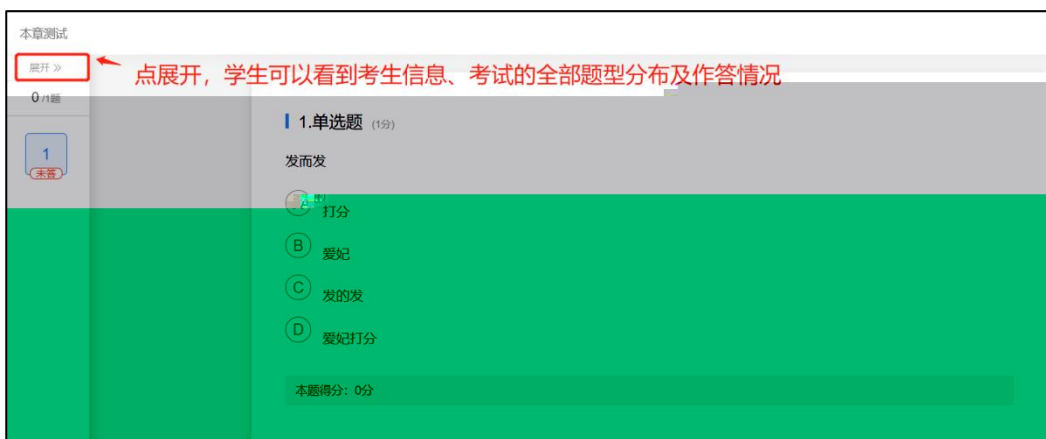 本章测试
展开 »
点展开，学生可以看到考生信息、考试的全部题型分布及作答情况
0 /1题
1.单选题 (1分)
1
未答
发而发
A 打分
B 爱妃
C 发的发
D 爱妃打分
本题得分：0分